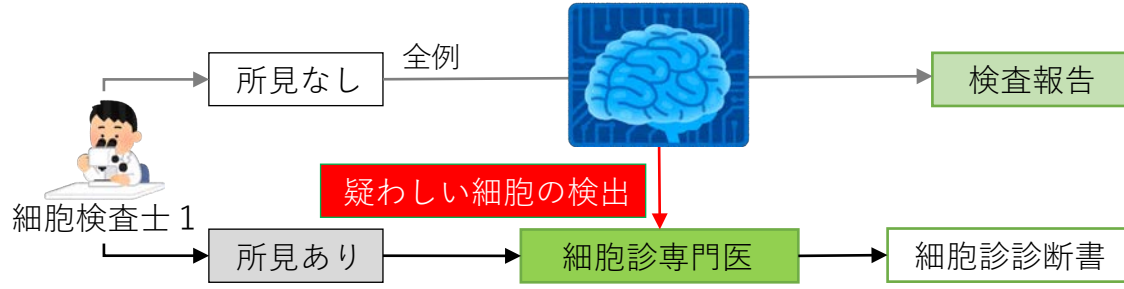 所見なし
全例
検査報告
疑わしい細胞の検出
細胞検査士1
所見あり
細胞診専門医
細胞診診断書